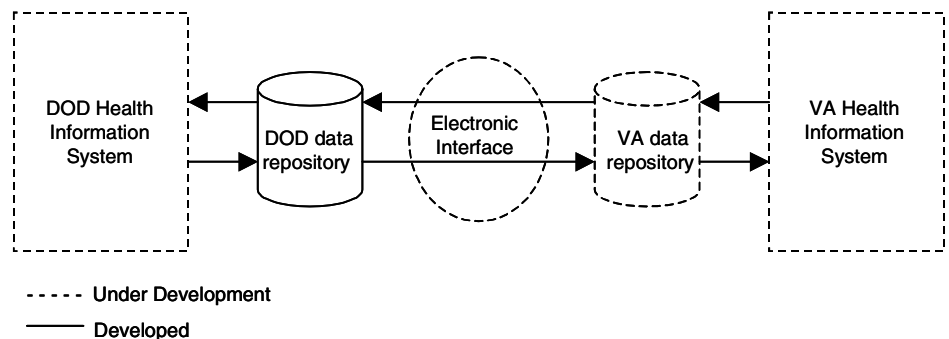 DOD Health
Information
System
DOD data
repository
Electronic
Interface
VA data
repository
VA Health
Information
System
Under Development
Developed